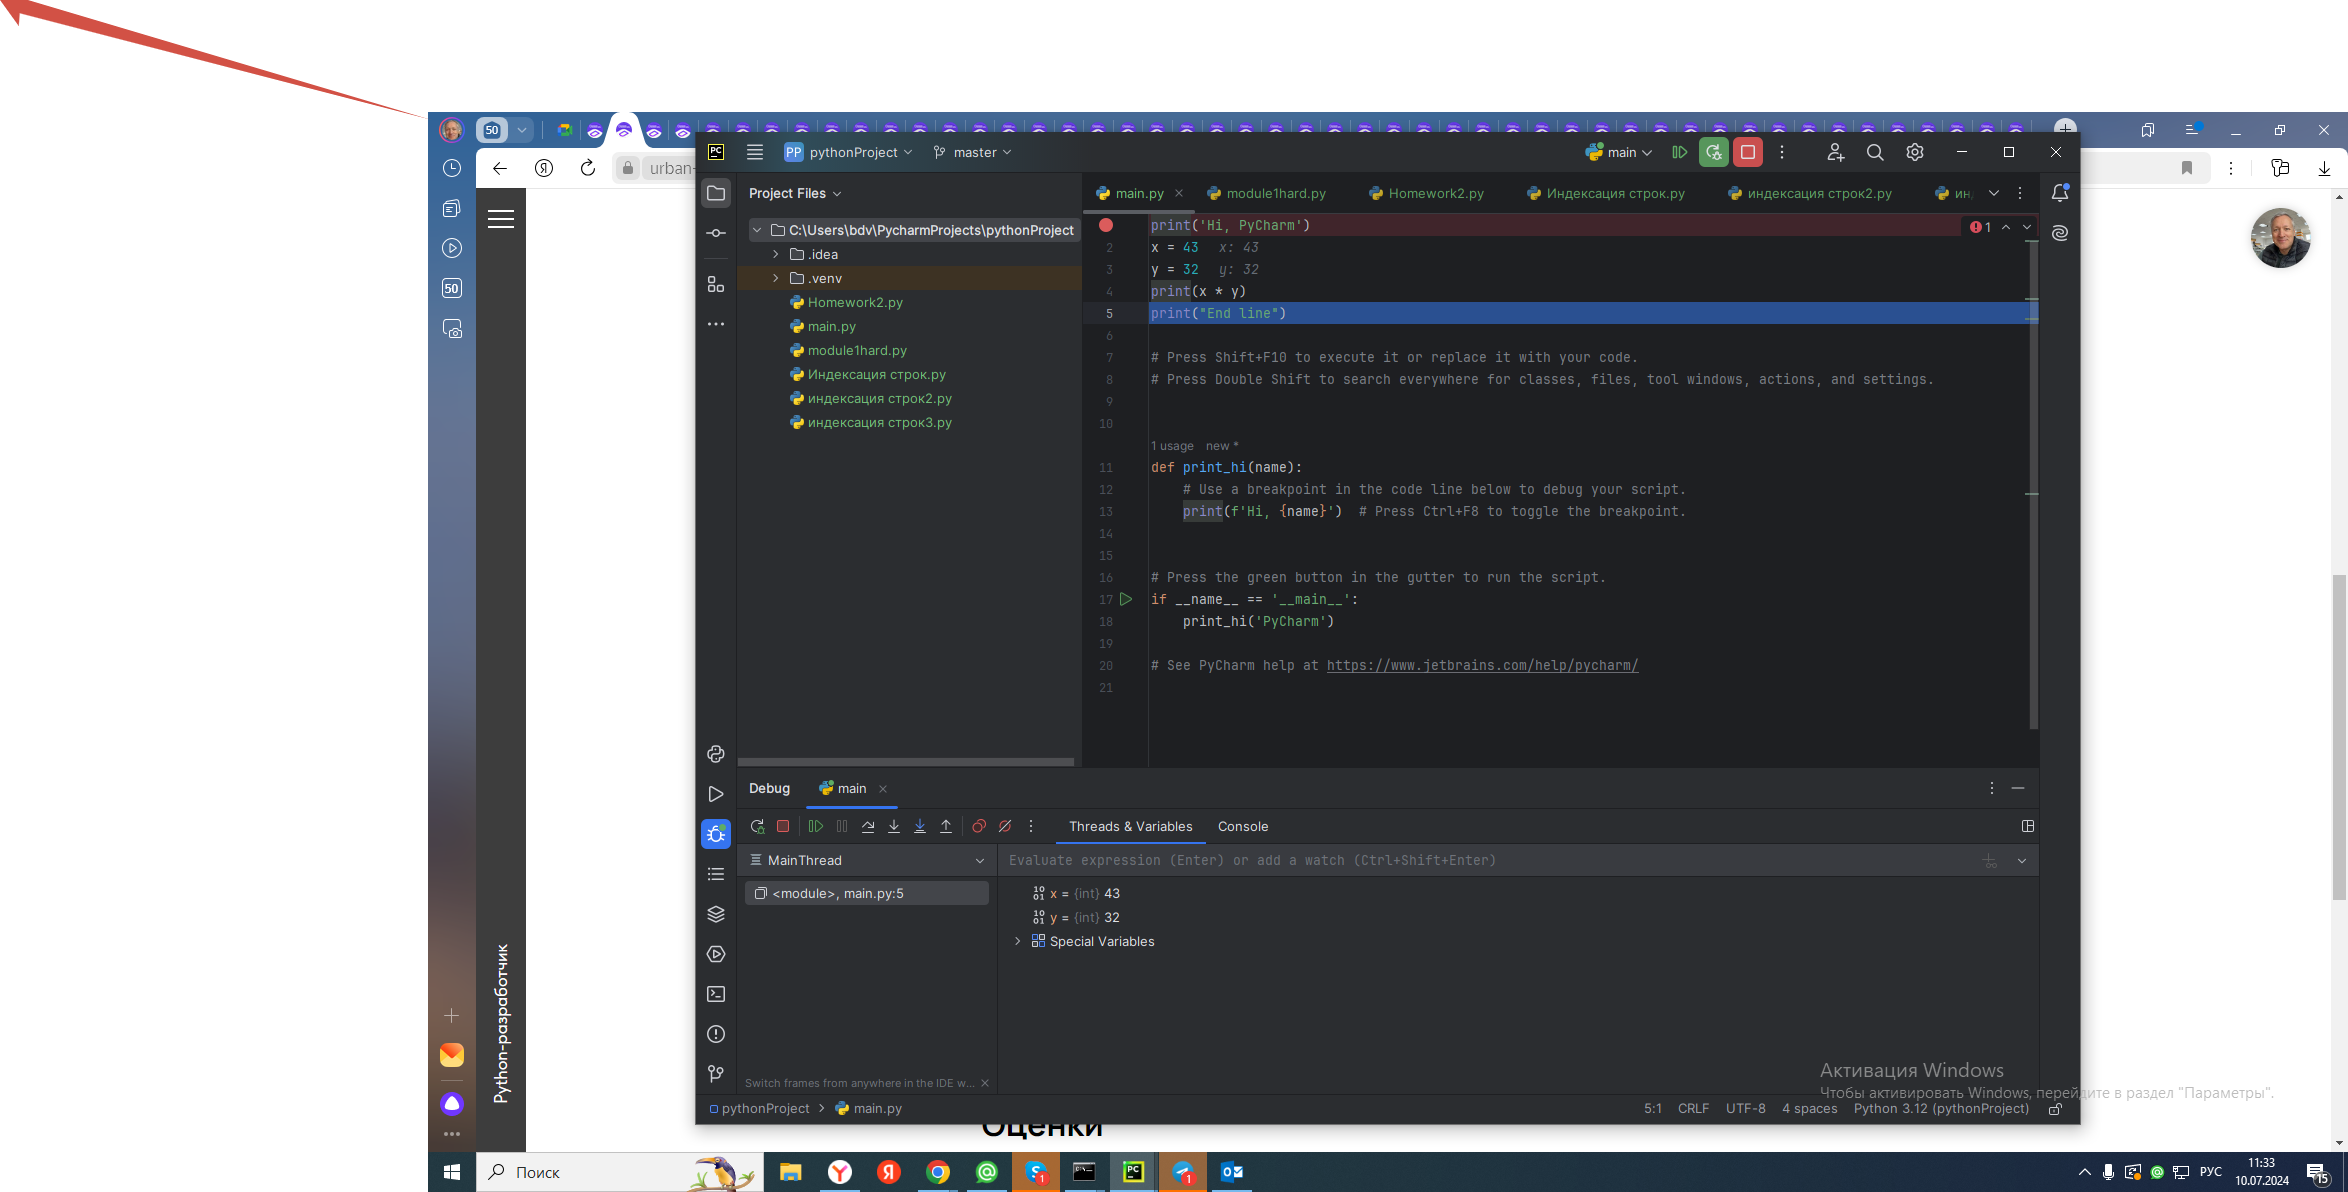 50
urban-
PC
PP pythonProject
master
main
Project Files
C:\Users\bdv\PycharmProjects\pythonProject
.idea
.venv
Homework2.py
main.py
module1hard.py
Индексация строк.py
индексация строк2.py
индексация строк3.py
main.py
module1hard.py
Homework2.py
Индексация строк.py
индексация строк2.py
ин
1
print('Hi, PyCharm')
2 x = 43 x: 43
3 y = 32 y: 32
4 print(x * y)
5 print("End line")
6
7 # Press Shift+F10 to execute it or replace it with your code.
8 # Press Double Shift to search everywhere for classes, files, tool windows, actions, and settings.
9
10
1 usage new *
11 def print_hi(name):
12 # Use a breakpoint in the code line below to debug your script.
13 print(f'Hi, {name}') # Press Ctrl+F8 to toggle the breakpoint.
14
15
16 # Press the green button in the gutter to run the script.
17 if __name__ == '__main__':
18 print_hi('PyCharm')
19
20 # See PyCharm help at https://www.jetbrains.com/help/pycharm/
21
50
Python-разработчик
Debug
main
Threads & Variables
Console
MainThread
Evaluate expression (Enter) or add a watch (Ctrl+Shift+Enter)
<module>, main.py:5
x = {int} 43
y = {int} 32
Special Variables
Switch frames from anywhere in the IDE w...
Активация Windows
Чтобы активировать Windows, перейдите в раздел "Параметры".
pythonProject
main.py
5:1
CRLF
UTF-8
4 spaces
Python 3.12 (pythonProject)
Оценки
Поиск
1
PC
1
РУС
11:33
10.07.2024
15